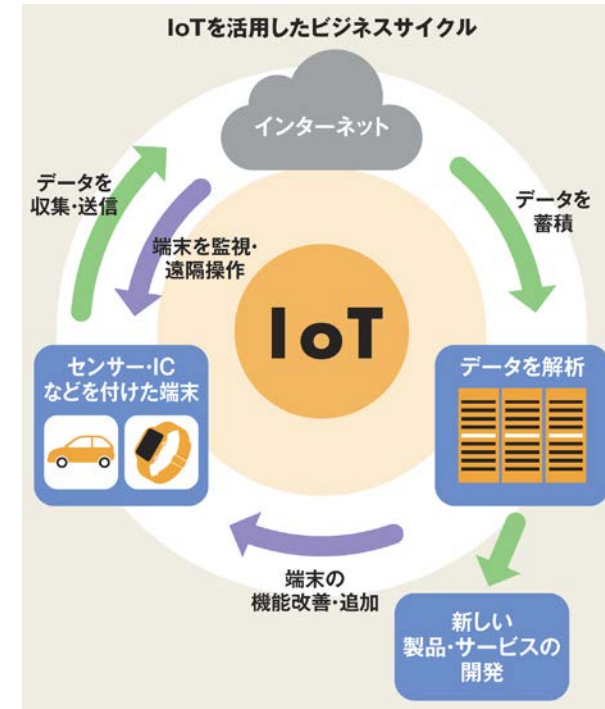 IoTを活用したビジネスサイクル
インターネット
データを
収集・送信
端末を監視・
遠隔操作
データを
蓄積
IoT
センサー・IC
などを付けた端末
データを解析
端末の
機能改善・追加
新しい
製品・サービスの
開発